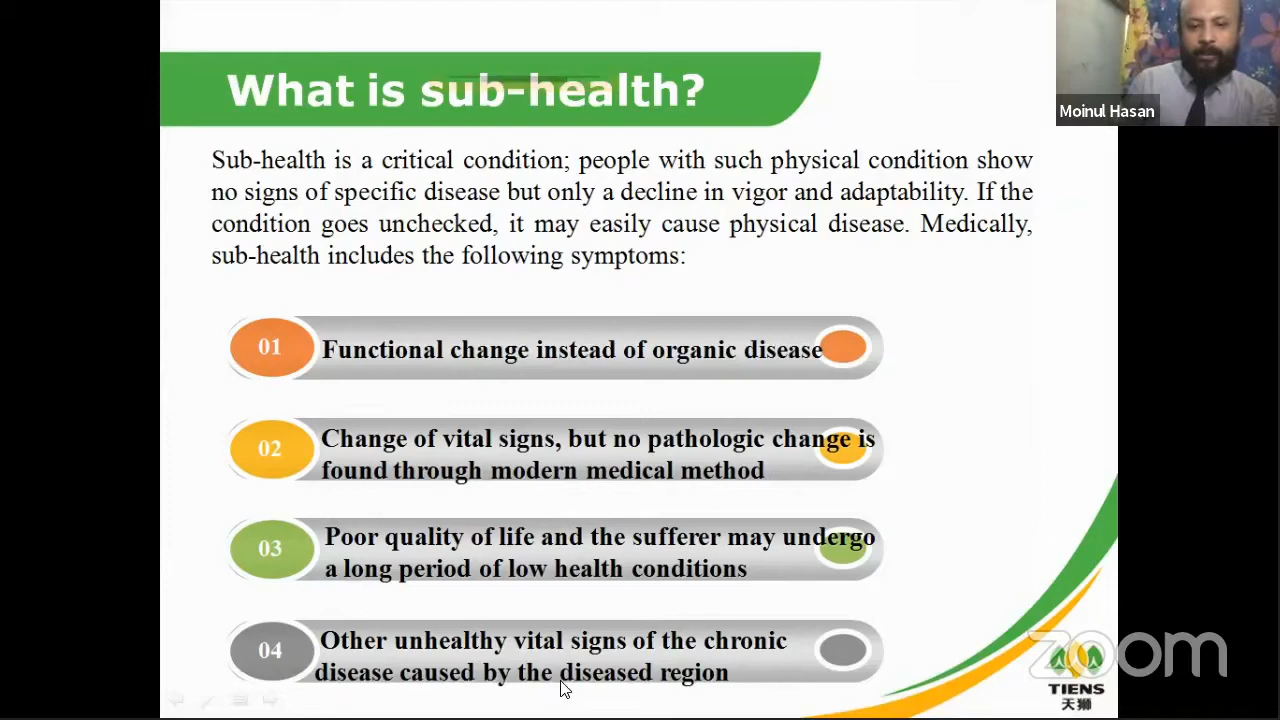 What is sub-health?
Moinul Hasan
Sub-health is a critical condition; people with such physical condition show
no signs of specific disease but only a decline in vigor and adaptability. If the
condition goes unchecked, it may easily cause physical disease. Medically,
sub-health includes the following symptoms:
01
Functional change instead of organic disease
02
Change of vital signs, but no pathologic change is
found through modern medical method
03
Poor quality of life and the sufferer may undergo
a long period of low health conditions
04
Other unhealthy vital signs of the chronic
disease caused by the diseased region
zoom
TIENS
天狮